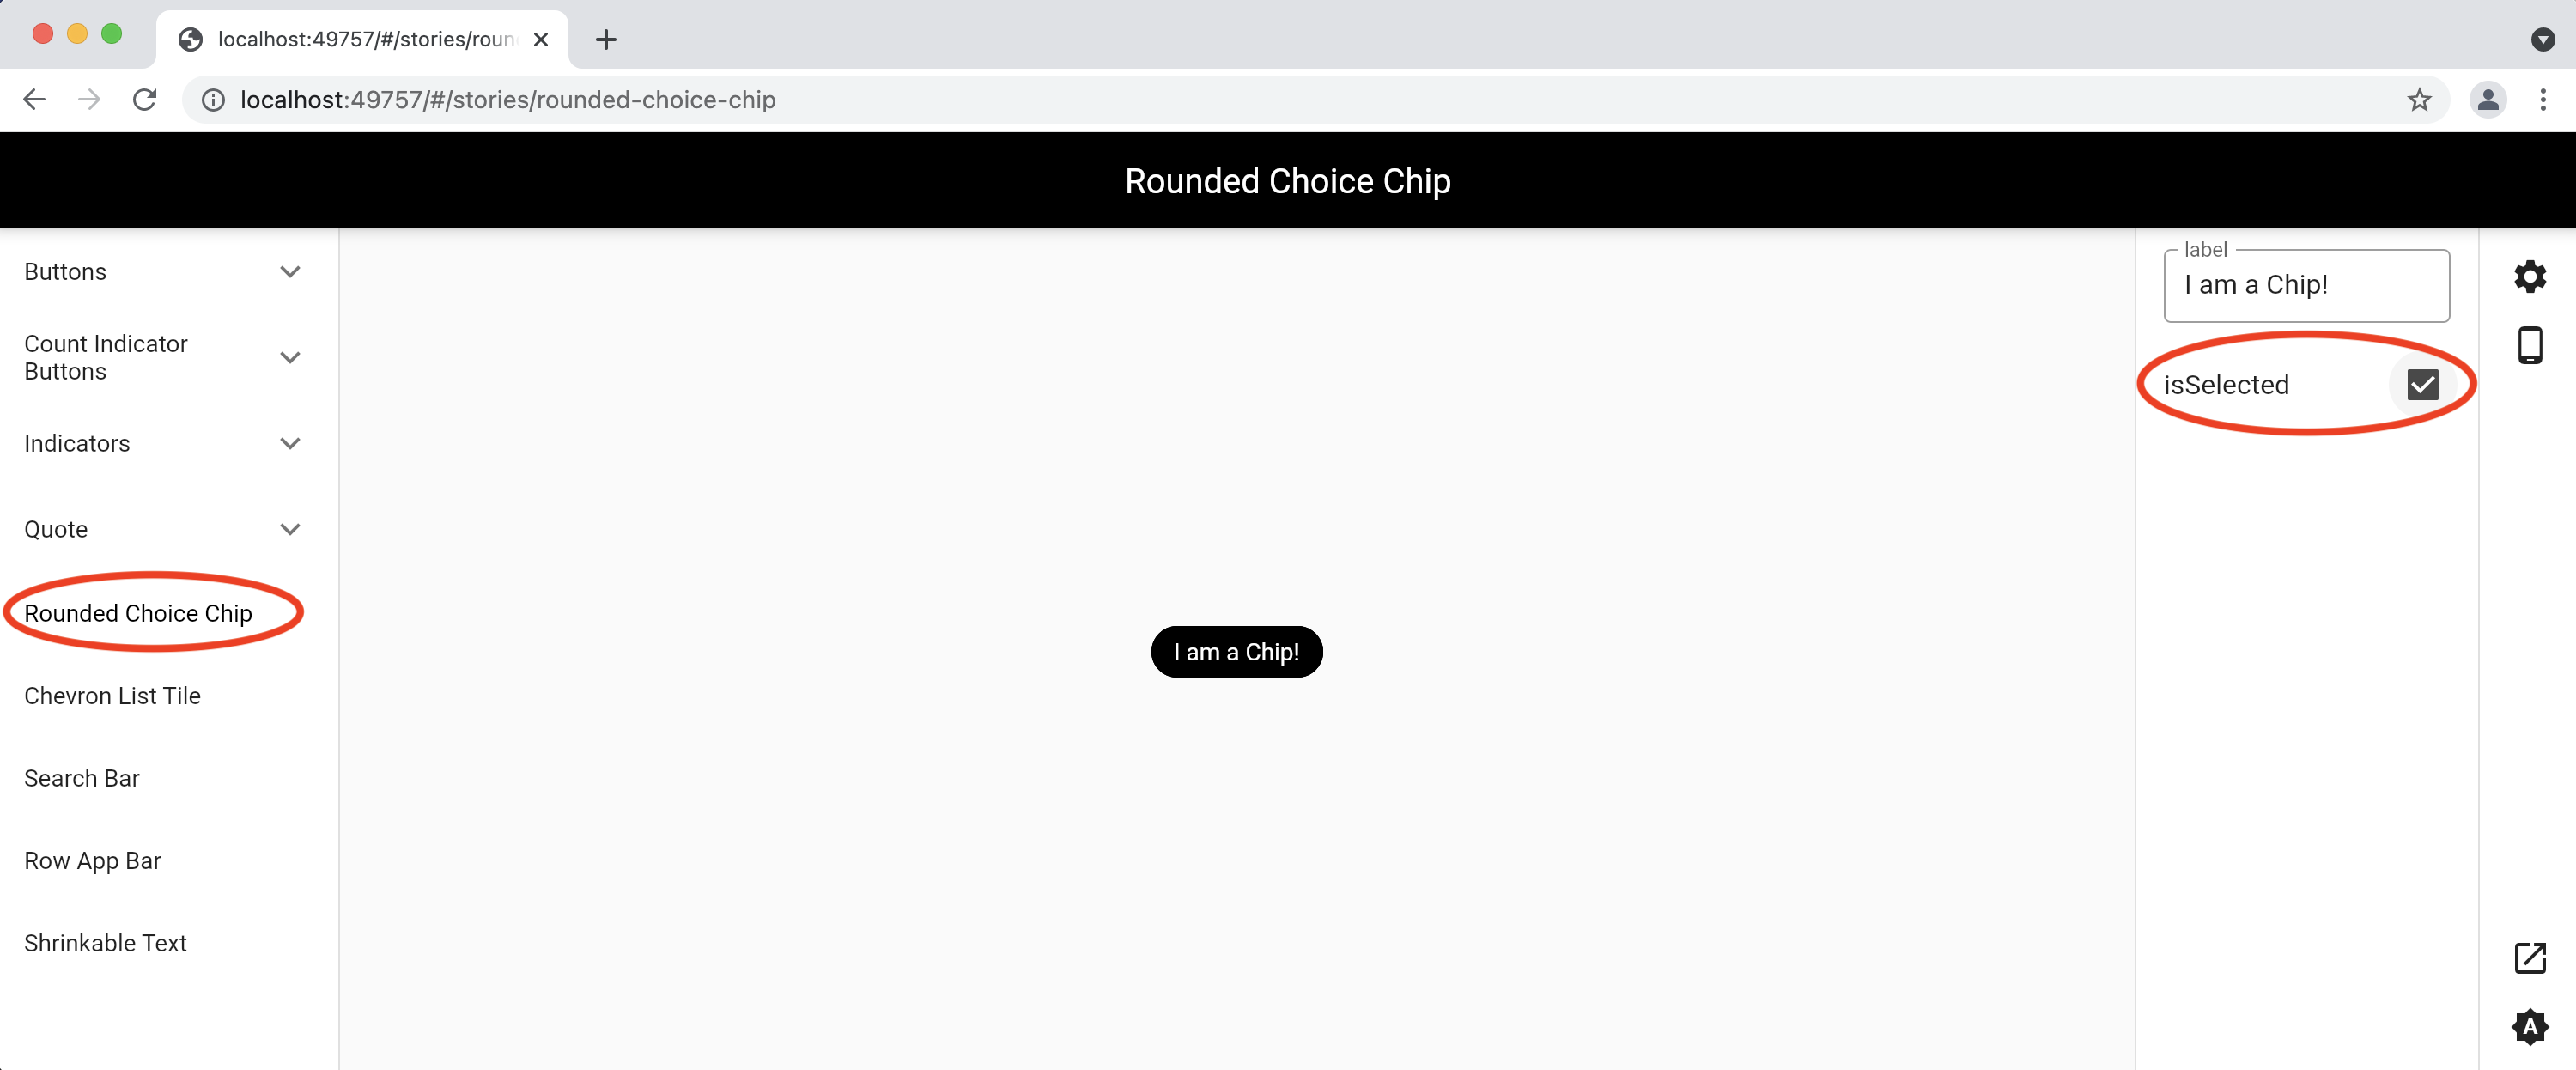 localhost:49757/#/stories/roun
localhost:49757/#/stories/rounded-choice-chip
Rounded Choice Chip
Buttons
Count Indicator
Buttons
Indicators
Quote
Rounded Choice Chip
Chevron List Tile
Search Bar
Row App Bar
Shrinkable Text
I am a Chip!
label
I am a Chip!
isSelected
A